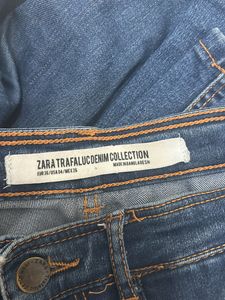 ZARA TRAFALUC DENIM COLLECTION
EUR 36/USA 04/MEX 26
MADE IN BANGLADESH